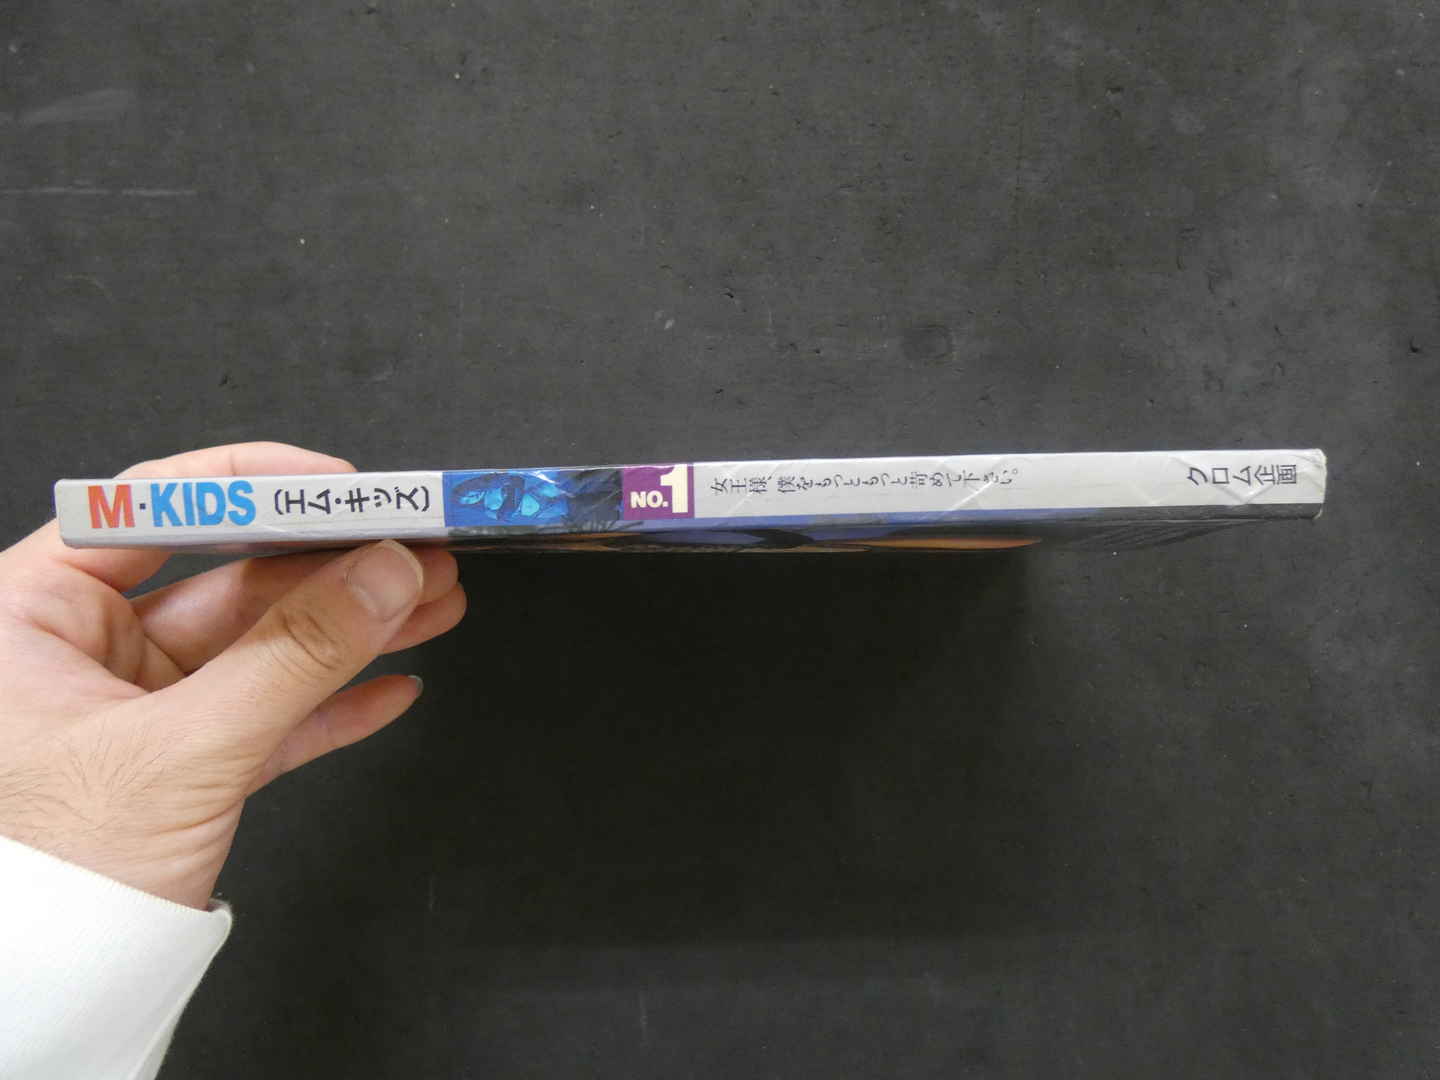 M・KIDS
〔エム・キッズ〕
NO.1
女王様 僕をもっともっと苛めて下さい。
クロム企画